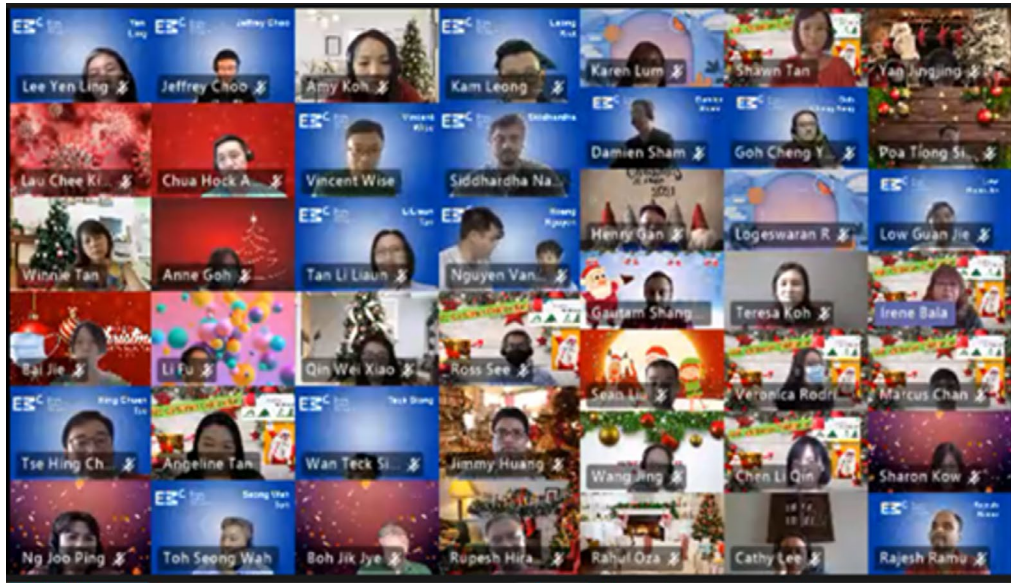 Lee Yen Ling
Jeffrey Choo
Jeffrey Choo
Amy Koh
Kam Leong
Karen Lum
Shawn Tan
Yan Jingjing
Lau Chee Ki...
Chua Hock A...
Vincent Wise
Vincent Wise
Siddhardha
Siddhardha Na...
Damien Sham
Goh Cheng Y...
Poa Tiong Si...
Winnie Tan
Anne Goh
Tan Li Liaun
Nguyen Van...
Henry Gan
Logeswaran R
Low Guan Jie
Bai Jie
Li Fu
Qin Wei Xiao
Ross See
Gautam Shang...
Teresa Koh
Irene Bala
Tse Hing Ch...
Angeline Tan
Wan Teck Si...
Jimmy Huang
Veronica Rodri...
Marcus Chan
Ng Joo Ping
Toh Seong Wah
Boh Jik Jye
Rupesh Hira...
Wang Jing
Chen Li Qin
Sharon Kow
Rahul Oza
Cathy Lee
Rajesh Ramu